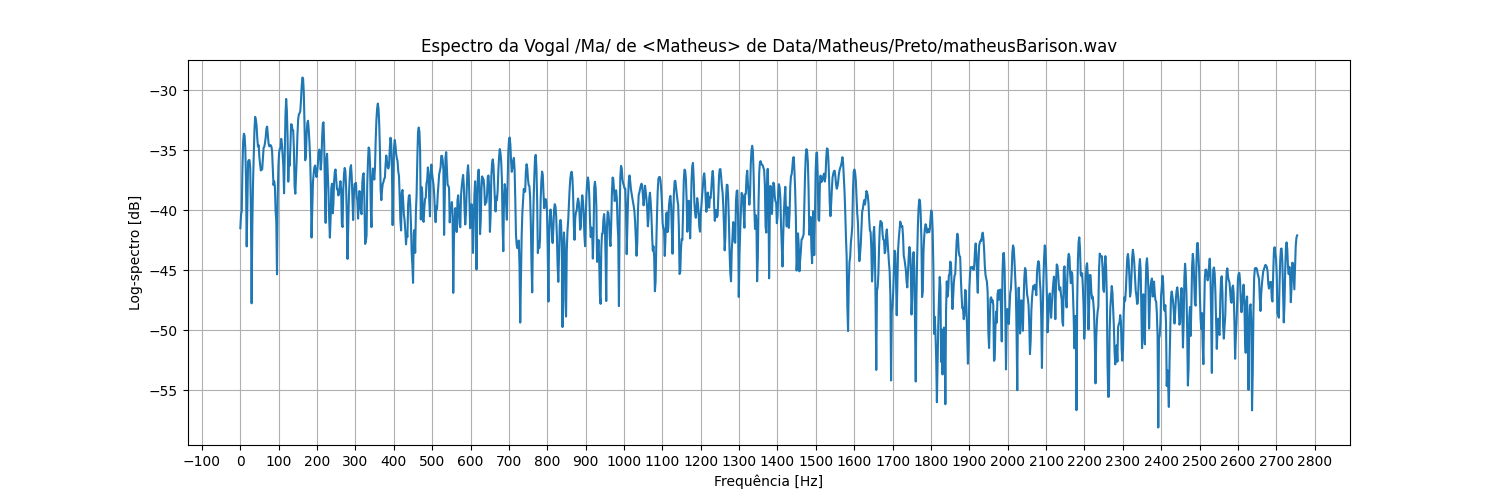 Espectro da Vogal /Ma/ de <Matheus> de Data/Matheus/Preto/matheusBarison.wav
Log-spectro [dB]
−30
−35
−40
−45
−50
−55
−100 0 100 200 300 400 500 600 700 800 900 1000 1100 1200 1300 1400 1500 1600 1700 1800 1900 2000 2100 2200 2300 2400 2500 2600 2700 2800
Frequência [Hz]